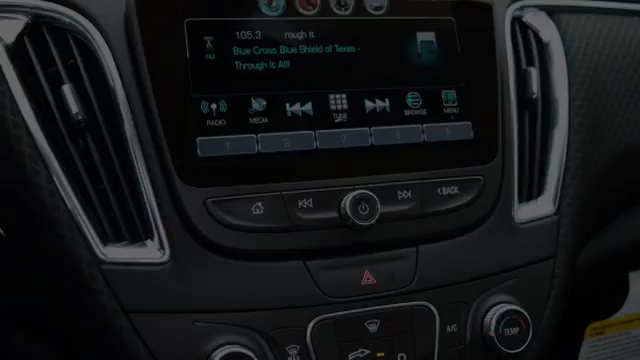 105.3 rough it
Blue Cross Blue Shield of Texas -
Through It All!
FM
RADIO MEDIA TUNE BROWSE MENU
1 2 3 4 5
BACK
A/C
TEMP